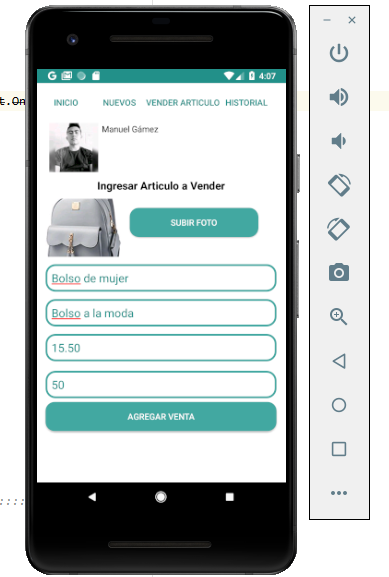 t.On
G 4:07
INICIO NUEVOS VENDER ARTICULO HISTORIAL
Manuel Gámez
Ingresar Articulo a Vender
SUBIR FOTO
Bolso de mujer
Bolso a la moda
15.50
50
AGREGAR VENTA
::::